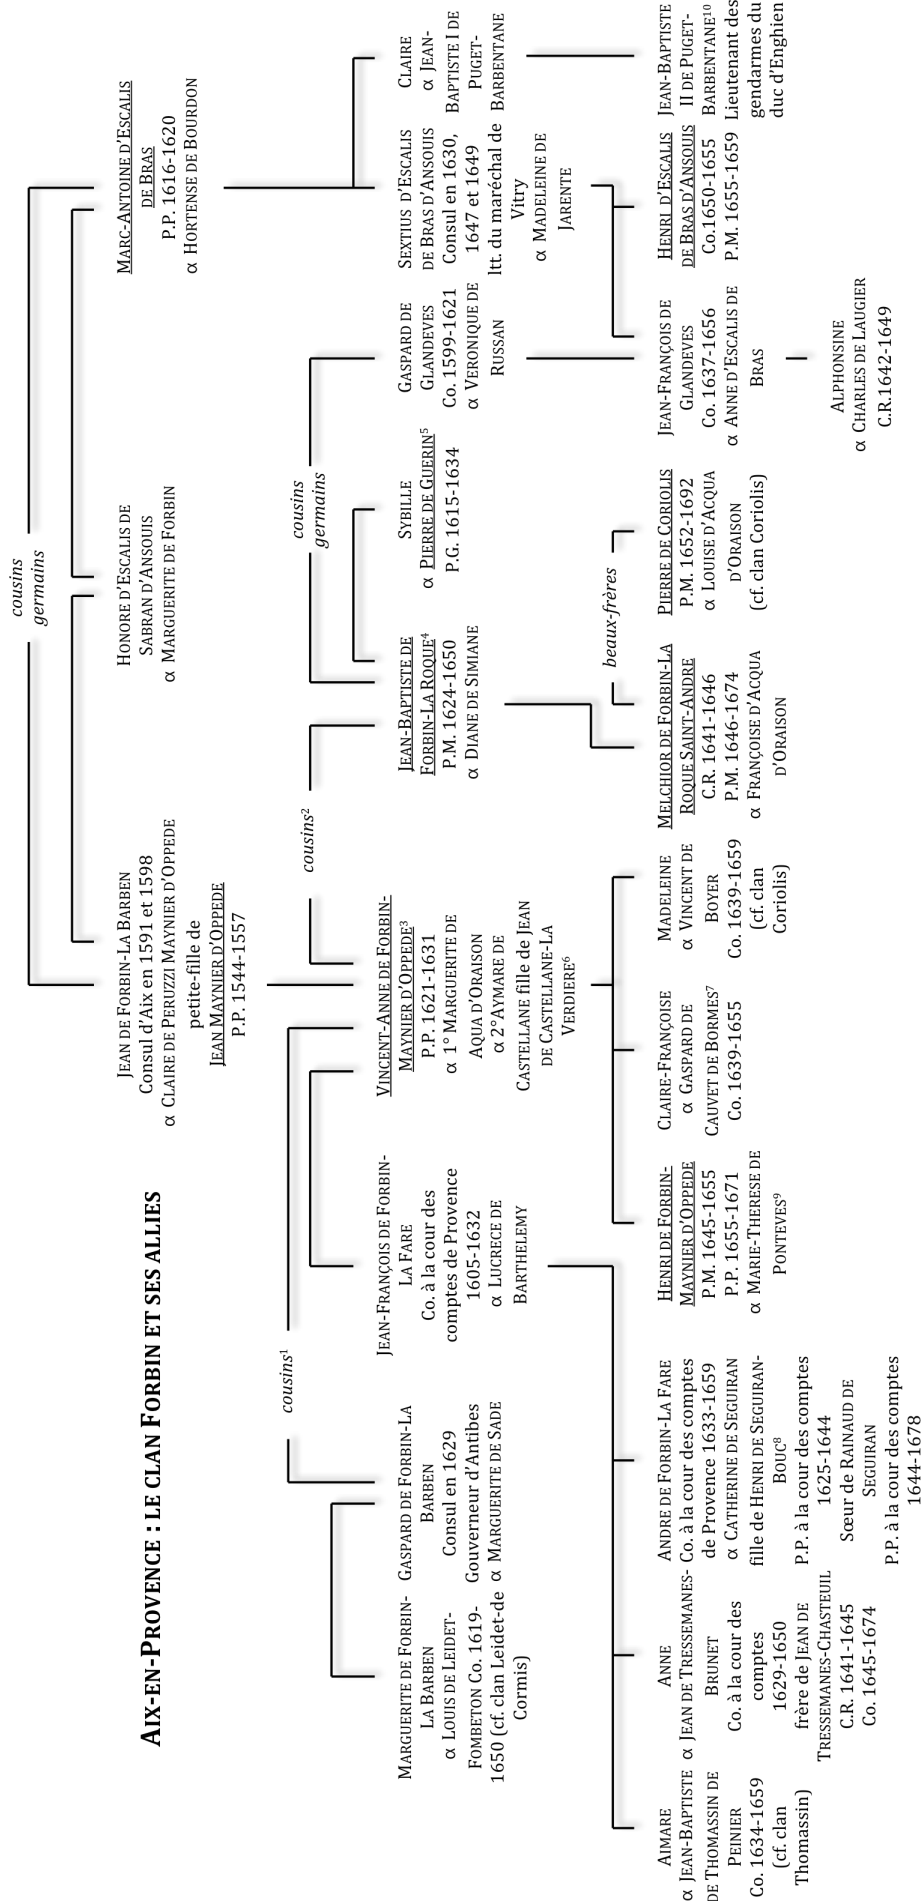 AIX-EN-PROVENCE : LE CLAN FORBIN ET SES ALLIES
cousins
germains
JEAN DE FORBIN-LA BARBEN
Consul d'Aix en 1591 et 1598
α CLAIRE DE PERUZZI MAYNIER D'OPPEDE
petite-fille de
JEAN MAYNIER D'OPPEDE
P.P. 1544-1557
HONORE D'ESCALIS DE
SABRAN D'ANSOUIS
α MARGUERITE DE FORBIN
MARC-ANTOINE D'ESCALIS
DE BRAS
P.P. 1616-1620
α HORTENSE DE BOURDON
cousins¹
cousins²
cousins
germains
MARGUERITE DE FORBIN-
LA BARBEN
α LOUIS DE LEIDET-
FOMBETON Co. 1619-
1650 (cf. clan Leidet-de
Cormis)
GASPARD DE FORBIN-LA
BARBEN
Consul en 1629
Gouverneur d'Antibes
α MARGUERITE DE SADE
JEAN-FRANÇOIS DE FORBIN-
LA FARE
Co. à la cour des
comptes de Provence
1605-1632
α LUCRECE DE
BARTHELEMY
VINCENT-ANNE DE FORBIN-
MAYNIER D'OPPEDE³
P.P. 1621-1631
α 1° MARGUERITE DE
AQUA D'ORAISON
α 2°AYMARE DE
CASTELLANE fille de JEAN
DE CASTELLANE-LA
VERDIERE⁶
JEAN-BAPTISTE DE
FORBIN-LA ROQUE⁴
P.M. 1624-1650
α DIANE DE SIMIANE
SYBILLE
α PIERRE DE GUERIN⁵
P.G. 1615-1634
GASPARD DE
GLANDEVES
Co. 1599-1621
α VERONIQUE DE
RUSSAN
SEXTIUS D'ESCALIS
DE BRAS D'ANSOUIS
Consul en 1630,
1647 et 1649
ltt. du maréchal de
Vitry
α MADELEINE DE
JARENTE
CLAIRE
α JEAN-
BAPTISTE I DE
PUGET-
BARBENTANE
beaux-frères
AIMARE
α JEAN-BAPTISTE
DE THOMASSIN DE
PEINIER
Co. 1634-1659
(cf. clan
Thomassin)
ANNE
α JEAN DE TRESSEMANES-
BRUNET
Co. à la cour des
comptes
1629-1650
frère de JEAN DE
TRESSEMANES-CHASTEUIL
C.R. 1641-1645
Co. 1645-1674
ANDRE DE FORBIN-LA FARE
Co. à la cour des comptes
de Provence 1633-1659
α CATHERINE DE SEGUIRAN
fille de HENRI DE SEGUIRAN-
BOUC⁸
P.P. à la cour des comptes
1625-1644
Sœur de RAINAUD DE
SEGUIRAN
P.P. à la cour des comptes
1644-1678
HENRI DE FORBIN-
MAYNIER D'OPPEDE
P.M. 1645-1655
P.P. 1655-1671
α MARIE-THERESE DE
PONTEVES⁹
CLAIRE-FRANÇOISE
α GASPARD DE
CAUVET DE BORMES⁷
Co. 1639-1655
MADELEINE
α VINCENT DE
BOYER
Co. 1639-1659
(cf. clan
Coriolis)
MELCHIOR DE FORBIN-LA
ROQUE SAINT-ANDRE
C.R. 1641-1646
P.M. 1646-1674
α FRANÇOISE D'ACQUA
D'ORAISON
PIERRE DE CORIOLIS
P.M. 1652-1692
α LOUISE D'ACQUA
D'ORAISON
(cf. clan Coriolis)
JEAN-FRANÇOIS DE
GLANDEVES
Co. 1637-1656
α ANNE D'ESCALIS DE
BRAS
HENRI D'ESCALIS
DE BRAS D'ANSOUIS
Co.1650-1655
P.M. 1655-1659
JEAN-BAPTISTE
II DE PUGET-
BARBENTANE¹⁰
Lieutenant des
gendarmes du
duc d'Enghien
ALPHONSINE
α CHARLES DE LAUGIER
C.R.1642-1649